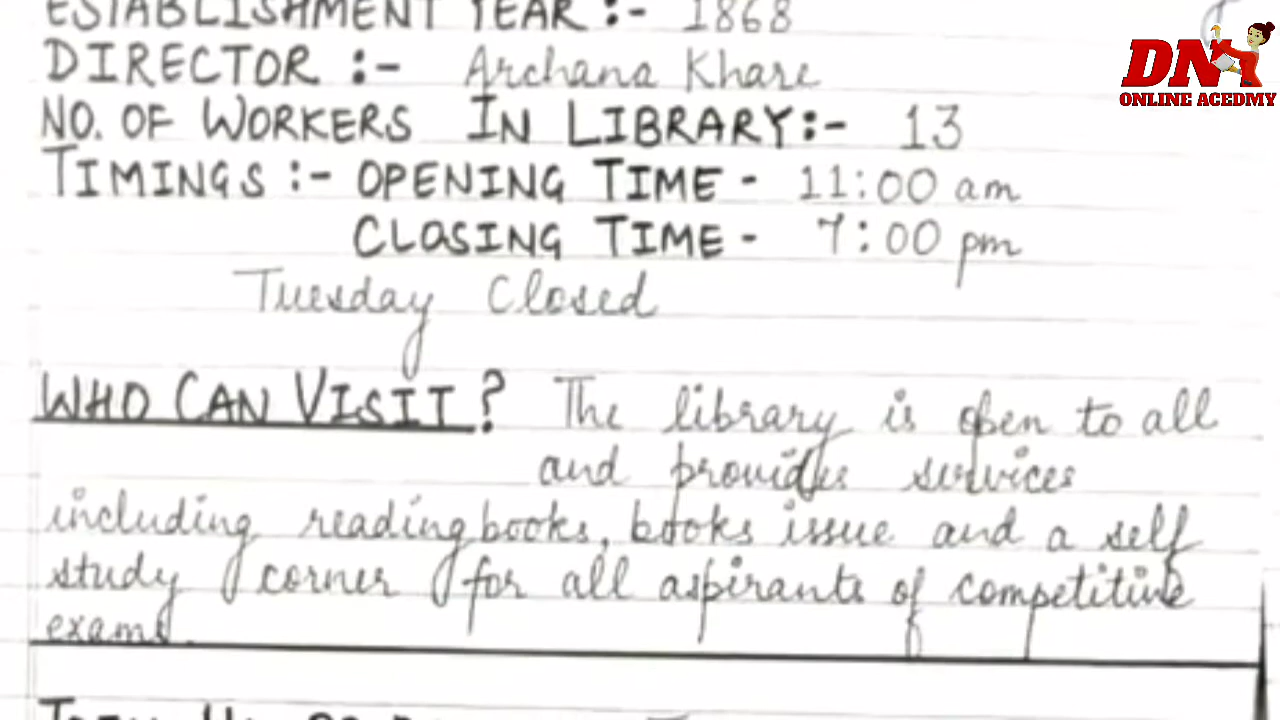 ESTABLISHMENT YEAR :- 1868
DIRECTOR :- Archana Khare
NO. OF WORKERS IN LIBRARY:- 13
TIMINGS :- OPENING TIME - 11:00 am
CLOSING TIME - 7:00 pm
Tuesday Closed
WHO CAN VISIT? The library is open to all
and provides services
including reading books, books issue and a self
study corner for all aspirants of competitive
exams.
DN
ONLINE ACEDMY